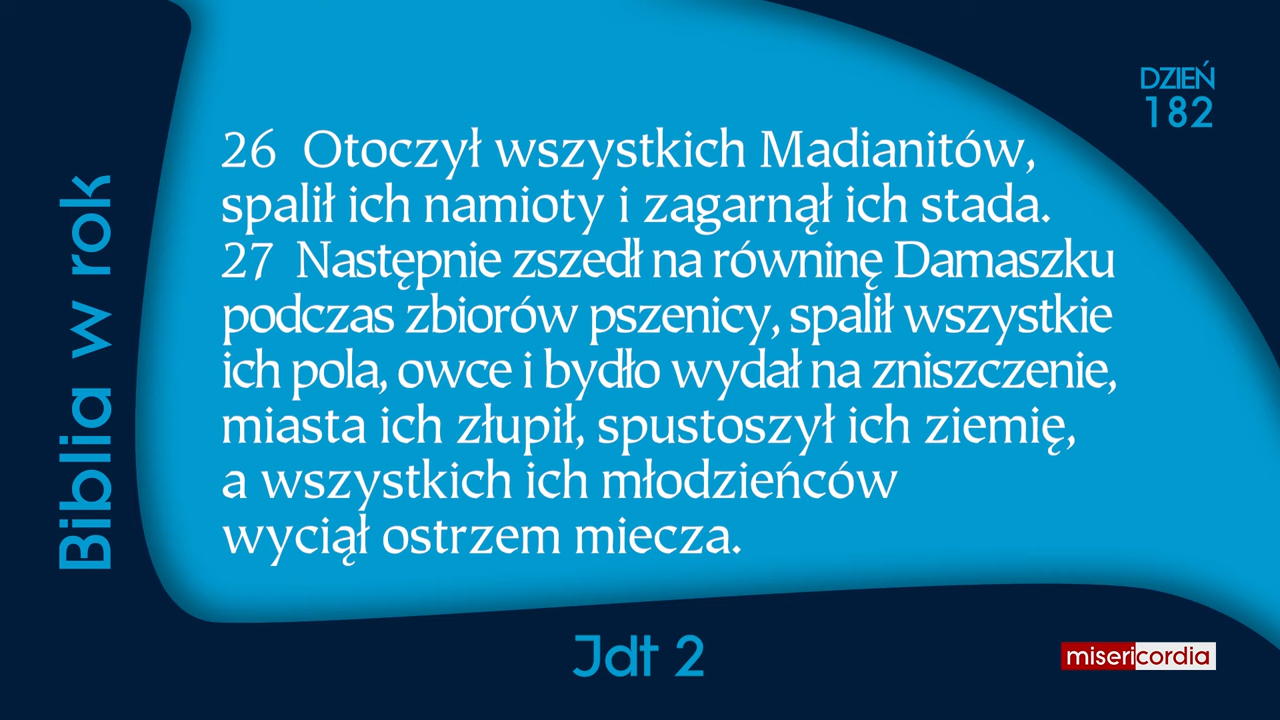 DZIEŃ
182
26 Otoczył wszystkich Madianitów,
spalił ich namioty i zagarnął ich stada.
27 Następnie zszedł na równinę Damaszku
podczas zbiorów pszenicy, spalił wszystkie
ich pola, owce i bydło wydał na zniszczenie,
miasta ich złupił, spustoszył ich ziemię,
a wszystkich ich młodzieńców
wyciął ostrzem miecza.
Biblia w rok
Jdt 2
misericordia